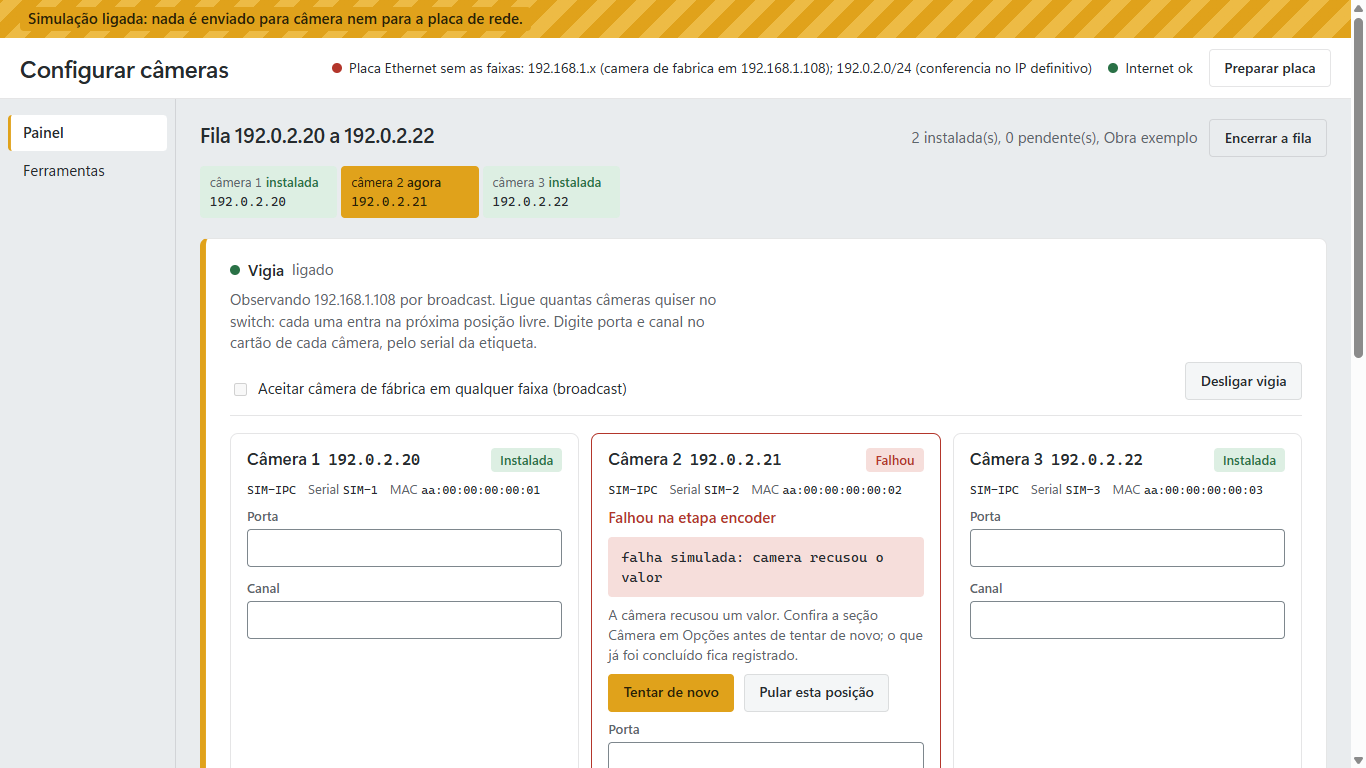 Simulação ligada: nada é enviado para câmera nem para a placa de rede.
Configurar câmeras
Placa Ethernet sem as faixas: 192.168.1.x (camera de fabrica em 192.168.1.108); 192.0.2.0/24 (conferencia no IP definitivo)
Internet ok
Preparar placa
Painel
Ferramentas
Fila 192.0.2.20 a 192.0.2.22
2 instalada(s), 0 pendente(s), Obra exemplo
Encerrar a fila
câmera 1 instalada
192.0.2.20
câmera 2 agora
192.0.2.21
câmera 3 instalada
192.0.2.22
Vigia ligado
Observando 192.168.1.108 por broadcast. Ligue quantas câmeras quiser no
switch: cada uma entra na próxima posição livre. Digite porta e canal no
cartão de cada câmera, pelo serial da etiqueta.
Aceitar câmera de fábrica em qualquer faixa (broadcast)
Desligar vigia
Câmera 1 192.0.2.20
Instalada
SIM-IPC Serial SIM-1 MAC aa:00:00:00:00:01
Porta
Canal
Câmera 2 192.0.2.21
Falhou
SIM-IPC Serial SIM-2 MAC aa:00:00:00:00:02
Falhou na etapa encoder
falha simulada: camera recusou o
valor
A câmera recusou um valor. Confira a seção
Câmera em Opções antes de tentar de novo; o que
já foi concluído fica registrado.
Tentar de novo
Pular esta posição
Porta
Câmera 3 192.0.2.22
Instalada
SIM-IPC Serial SIM-3 MAC aa:00:00:00:00:03
Porta
Canal